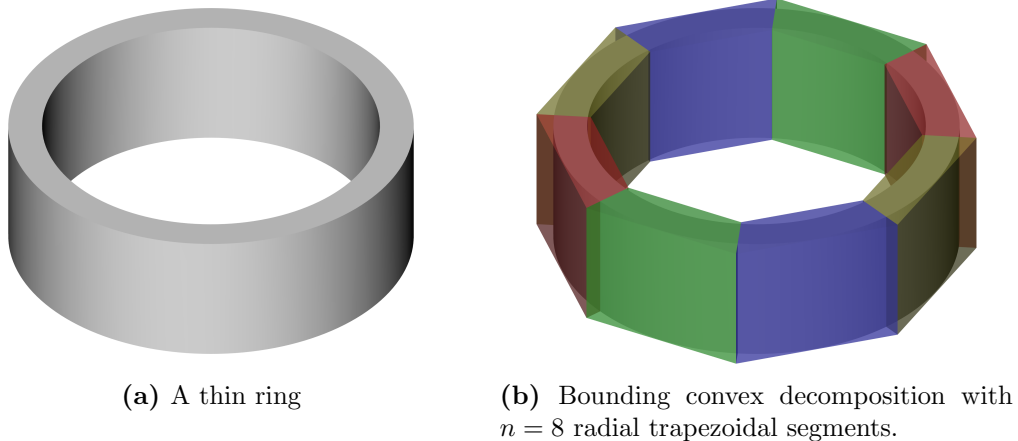 (a) A thin ring
(b) Bounding convex decomposition with
n = 8 radial trapezoidal segments.